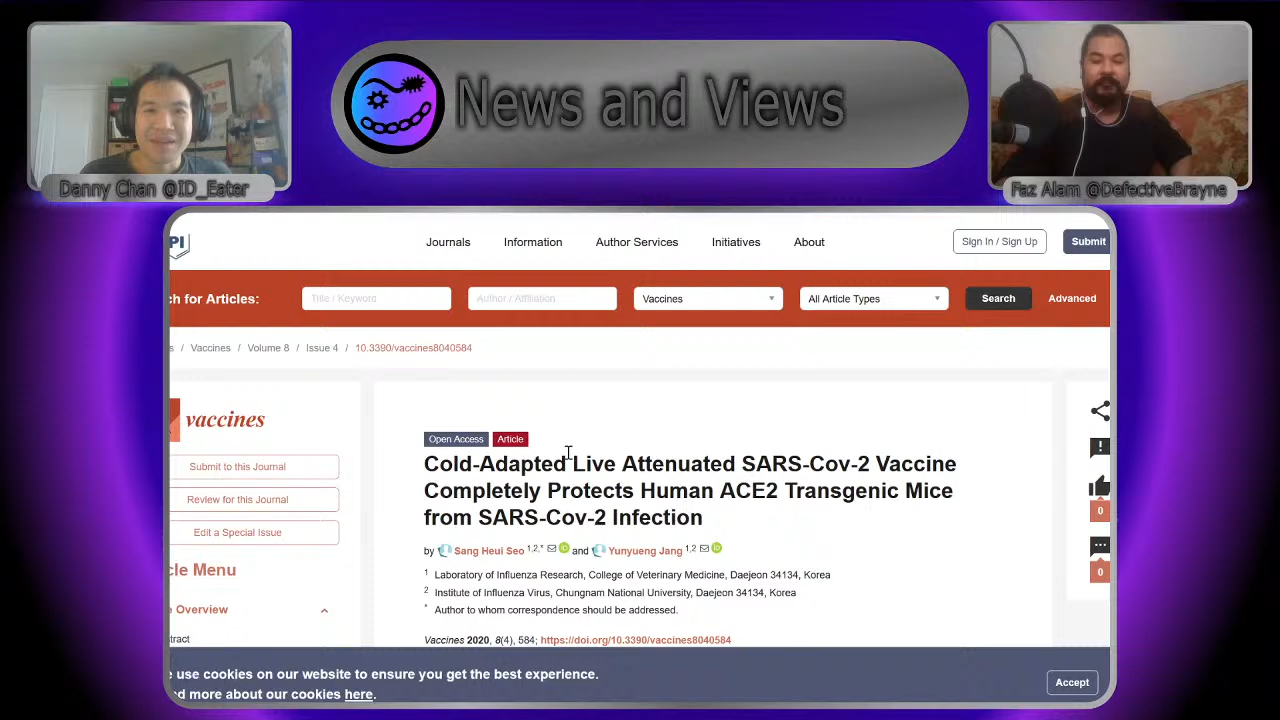 News and Views
Danny Chan @ID_Eater
Faz Alam @DefectiveBrayne
PI
Journals Information Author Services Initiatives About Sign In / Sign Up Submit
ch for Articles: Title / Keyword Author / Affiliation Vaccines All Article Types Search Advanced
s / Vaccines / Volume 8 / Issue 4 / 10.3390/vaccines8040584
vaccines
Submit to this Journal
Review for this Journal
Edit a Special Issue
cle Menu
Overview
tract
Open Access Article
Cold-Adapted Live Attenuated SARS-Cov-2 Vaccine
Completely Protects Human ACE2 Transgenic Mice
from SARS-Cov-2 Infection
by Sang Heui Seo 1,2,* and Yunyueng Jang 1,2
1 Laboratory of Influenza Research, College of Veterinary Medicine, Daejeon 34134, Korea
2 Institute of Influenza Virus, Chungnam National University, Daejeon 34134, Korea
* Author to whom correspondence should be addressed.
Vaccines 2020, 8(4), 584; https://doi.org/10.3390/vaccines8040584
0
0
e use cookies on our website to ensure you get the best experience.
d more about our cookies here.
Accept